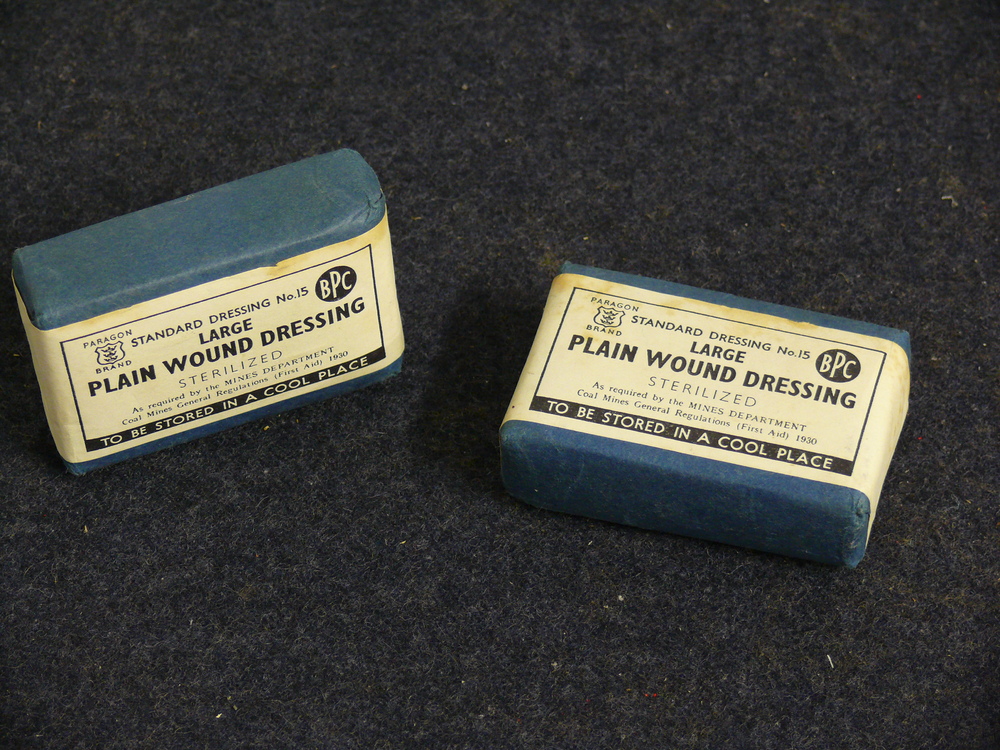 PARAGON
BRAND
STANDARD DRESSING No.15
BPC
LARGE
PLAIN WOUND DRESSING
STERILIZED
As required by the MINES DEPARTMENT
Coal Mines General Regulations (First Aid) 1930
TO BE STORED IN A COOL PLACE
PARAGON
BRAND
STANDARD DRESSING No.15
BPC
LARGE
PLAIN WOUND DRESSING
STERILIZED
As required by the MINES DEPARTMENT
Coal Mines General Regulations (First Aid) 1930
TO BE STORED IN A COOL PLACE